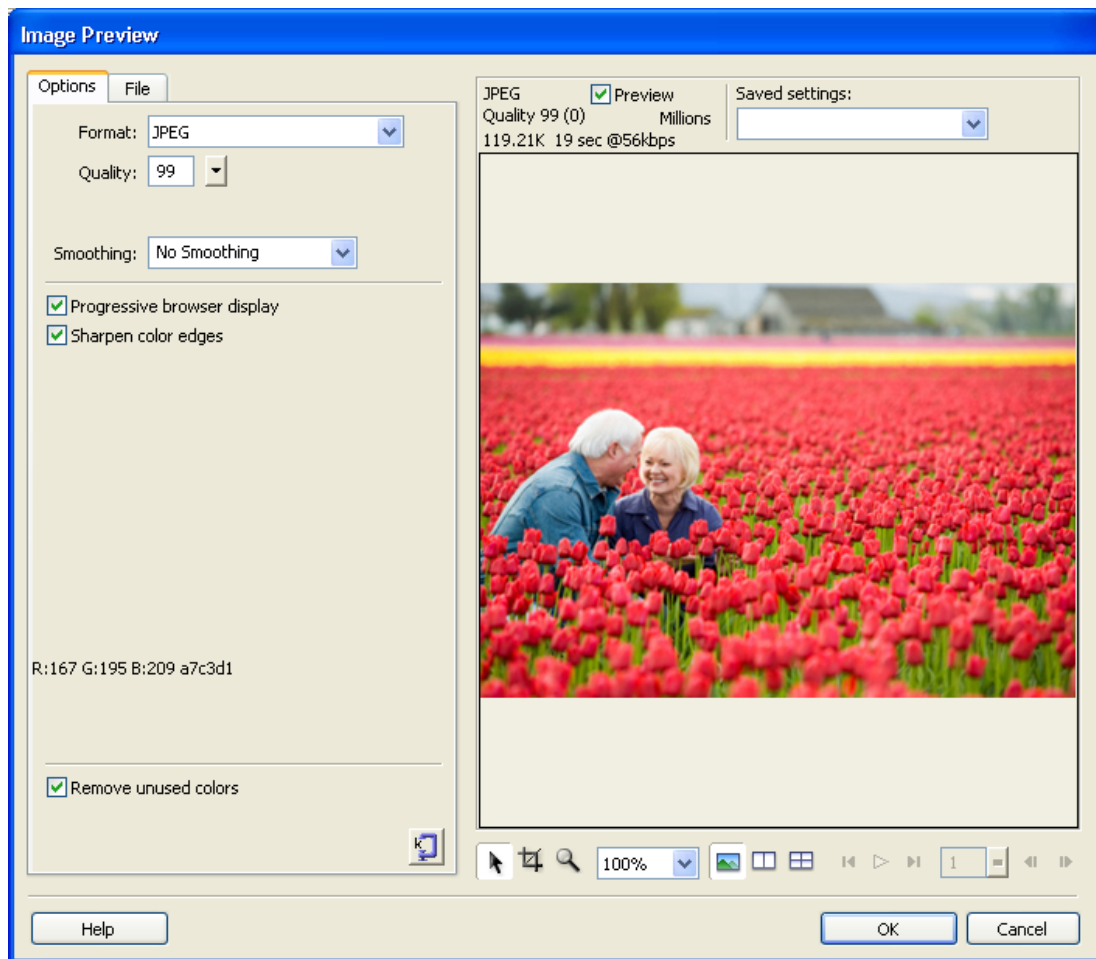 Image Preview
Options
File
Format: JPEG
Quality: 99
Smoothing: No Smoothing
Progressive browser display
Sharpen color edges
R:167 G:195 B:209 a7c3d1
Remove unused colors
K
JPEG
Preview
Quality 99 (0) Millions
119.21K 19 sec @56kbps
Saved settings:
100%
1
Help
OK
Cancel